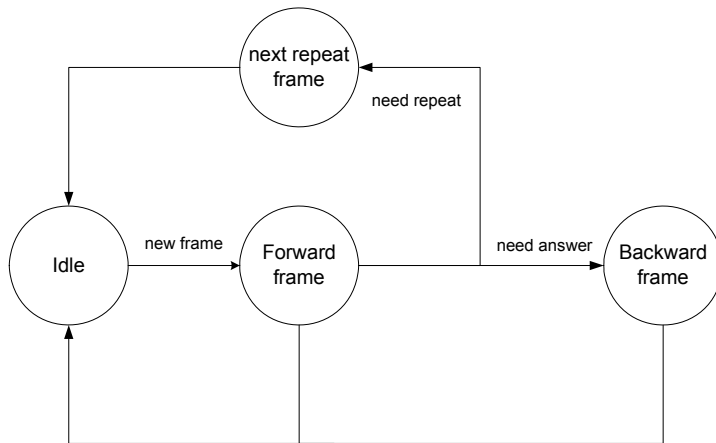 next repeat
frame
need repeat
Idle
new frame
Forward
frame
need answer
Backward
frame